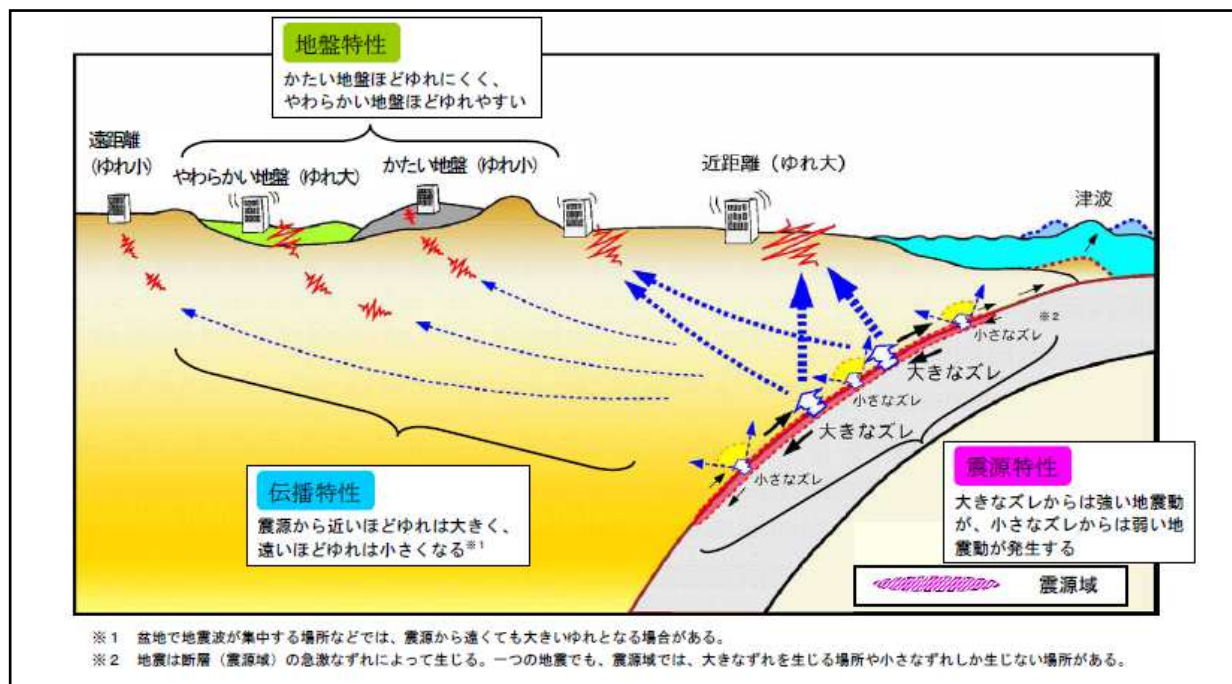 地盤特性
かたい地盤ほどゆれにくく、
やわらかい地盤ほどゆれやすい
遠距離
(ゆれ小)
やわらかい地盤(ゆれ大)
かたい地盤(ゆれ小)
近距離(ゆれ大)
津波
※2
小さなズレ
大きなズレ
小さなズレ
大きなズレ
小さなズレ
伝播特性
震源から近いほどゆれは大きく、
遠いほどゆれは小さくなる※1
震源特性
大きなズレからは強い地震動
が、小さなズレからは弱い地
震動が発生する
震源域
※1 盆地で地震波が集中する場所などでは、震源から遠くても大きいゆれとなる場合がある。
※2 地震は断層(震源域)の急激なずれによって生じる。一つの地震でも、震源域では、大きなずれを生じる場所や小さなずれしか生じない場所がある。